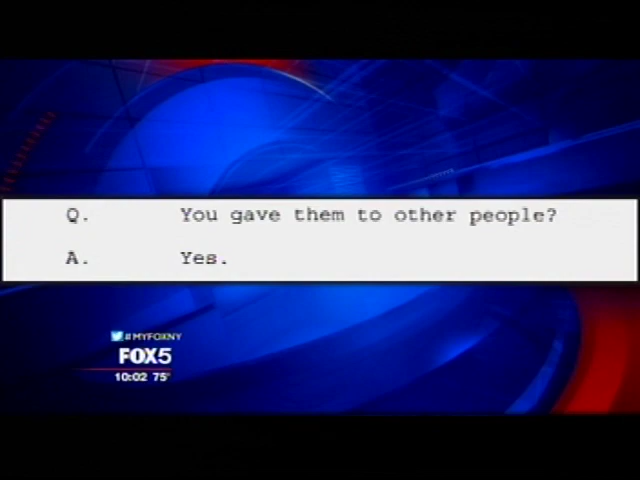 Q. You gave them to other people?
A. Yes.
#MYFOXNY
FOX5
10:02 75°